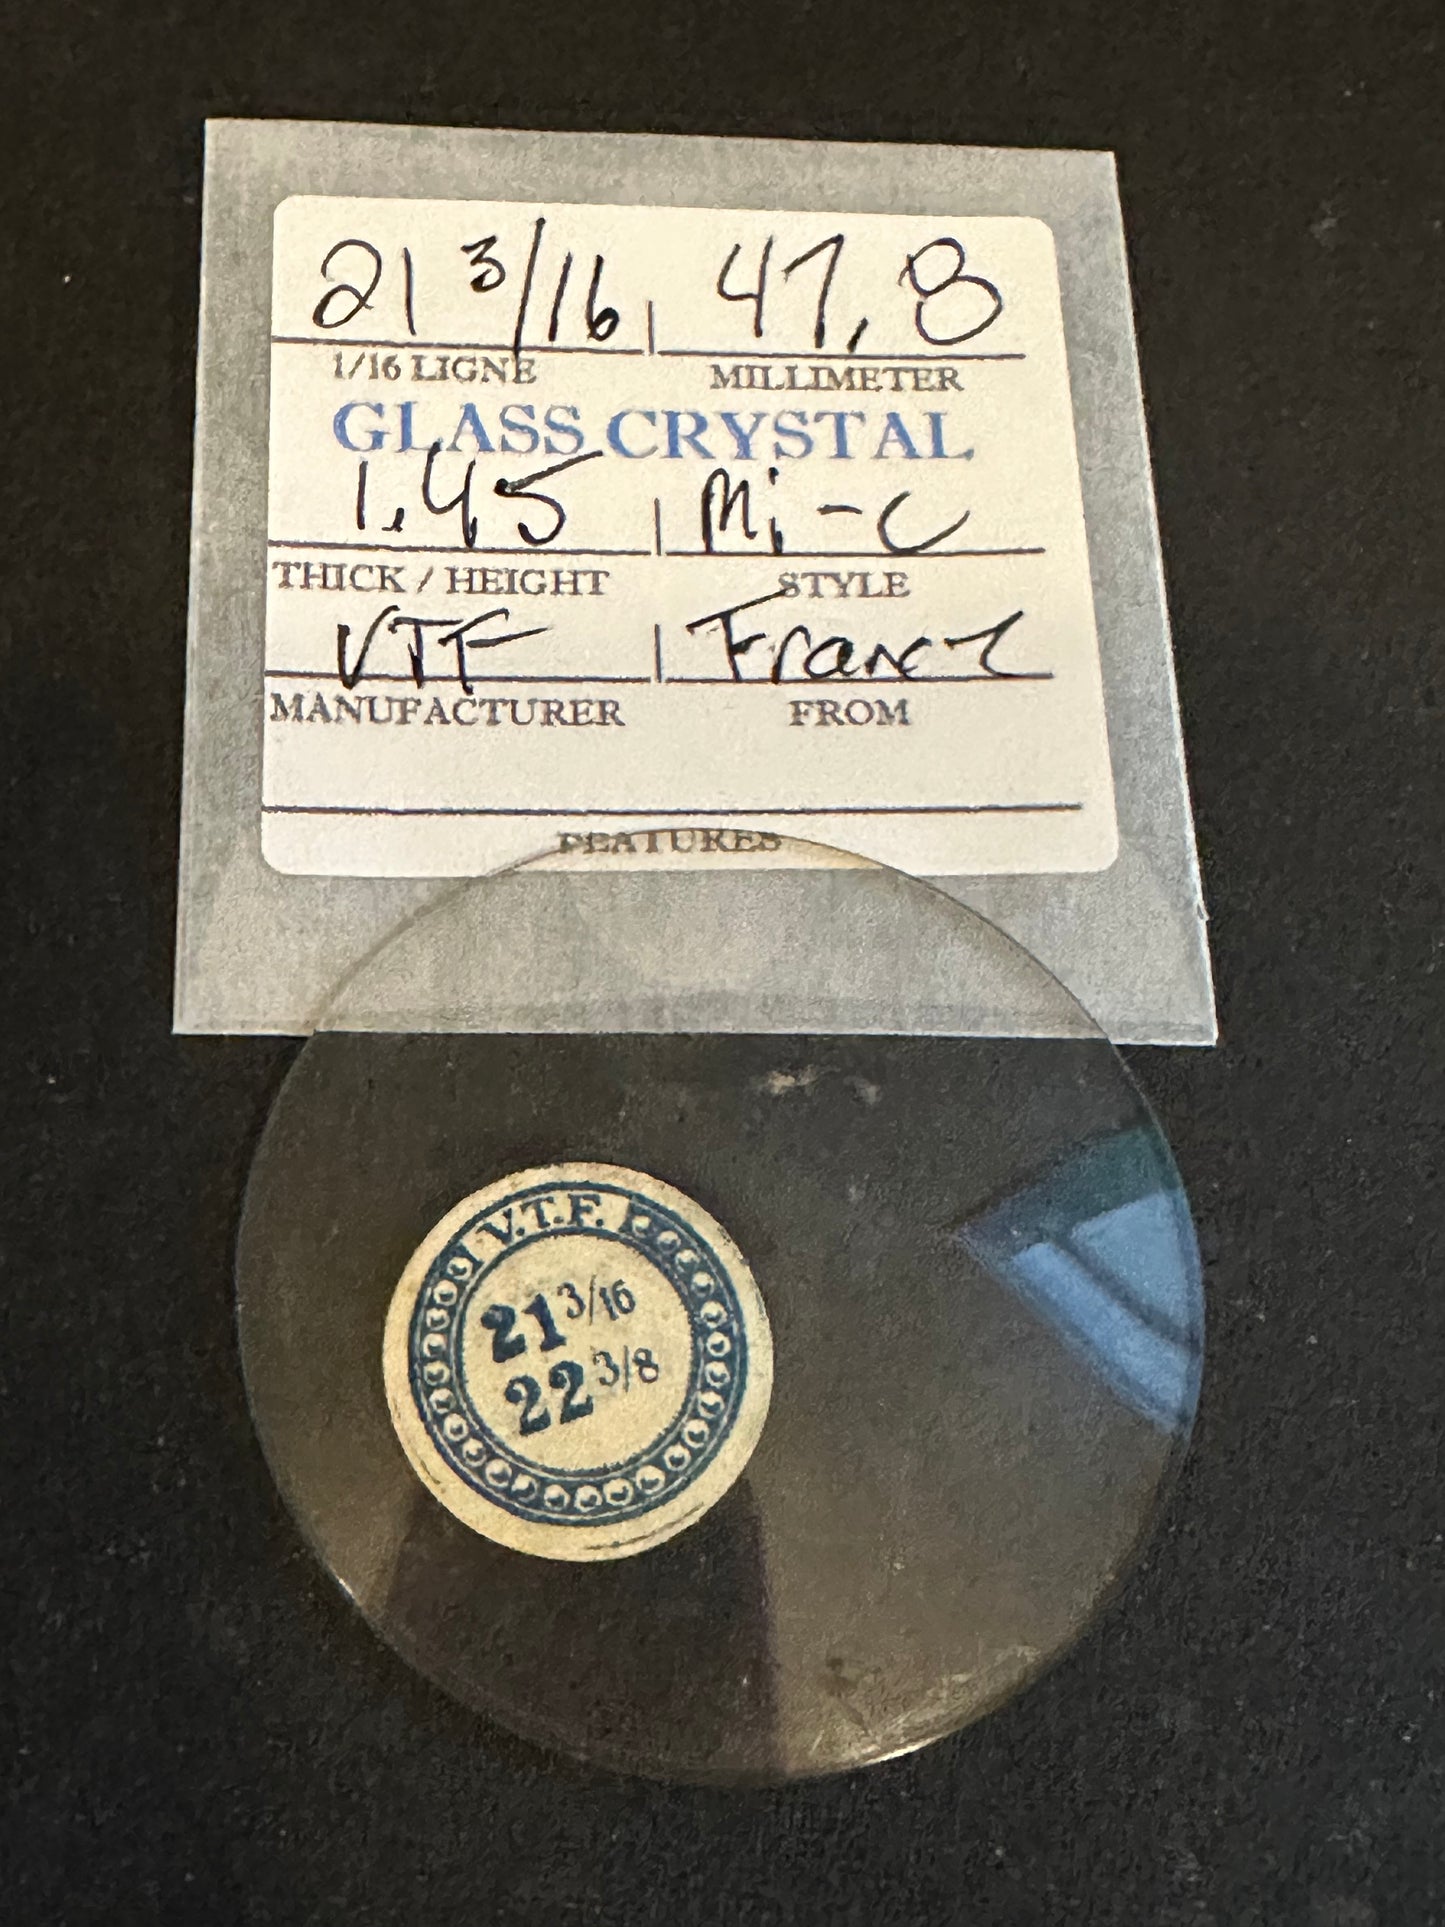 21 3/16 47.8
1/16 LIGNE MILLIMETER
GLASS CRYSTAL
1.45 Mi-C
THICK / HEIGHT STYLE
VTF France
MANUFACTURER FROM
FEATURES
V.T.F.
21 3/16
22 3/8